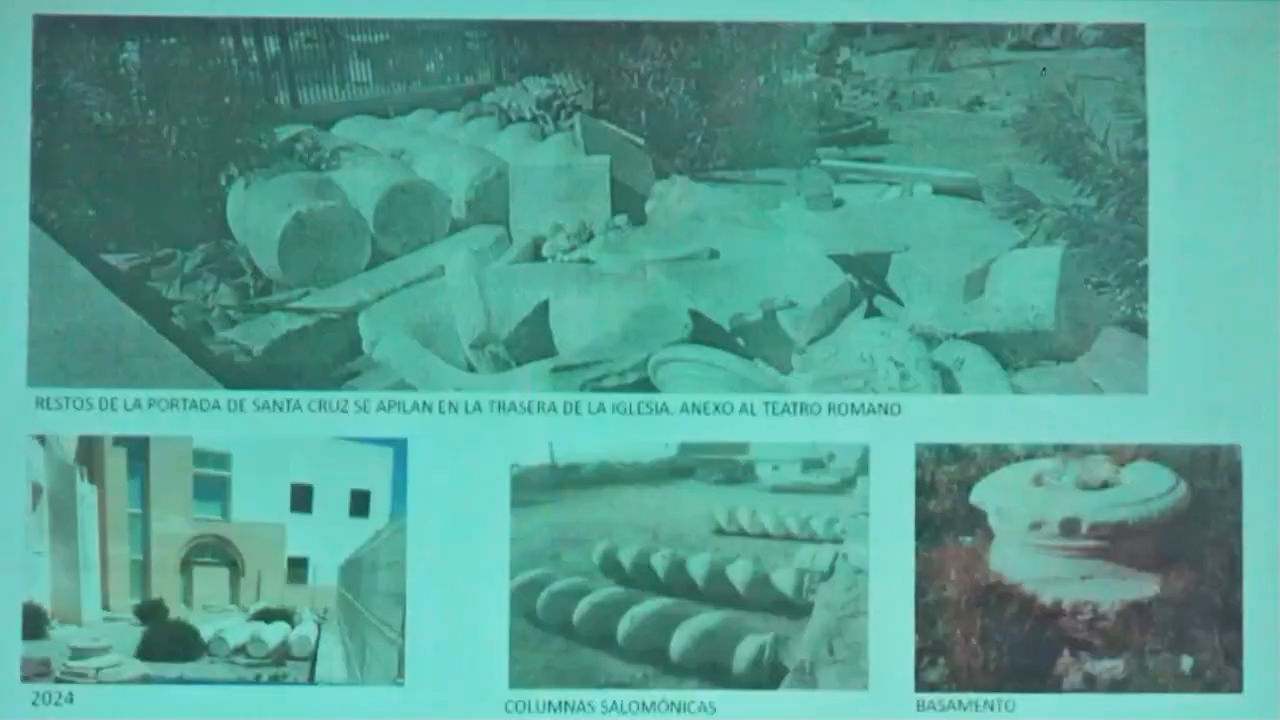 RESTOS DE LA PORTADA DE SANTA CRUZ SE APILAN EN LA TRASERA DE LA IGLESIA. ANEXO AL TEATRO ROMANO
2024
COLUMNAS SALOMÓNICAS
BASAMENTO